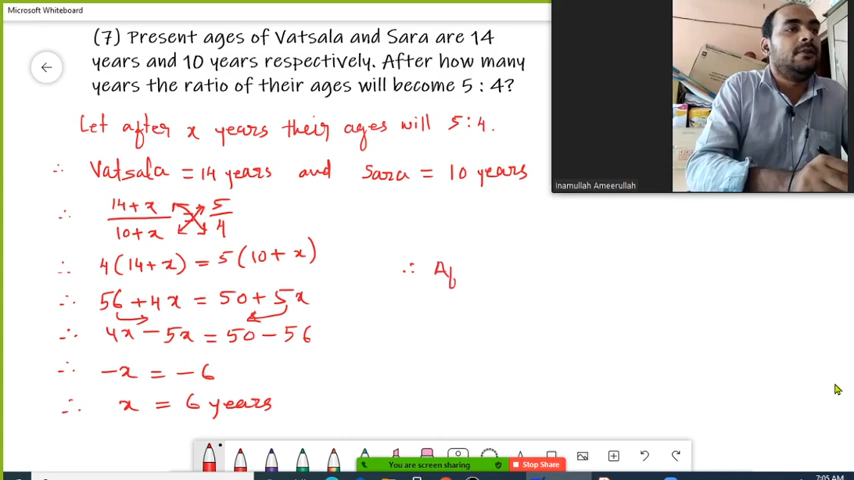 Microsoft Whiteboard
(7) Present ages of Vatsala and Sara are 14
years and 10 years respectively. After how many
years the ratio of their ages will become 5 : 4?
Let after x years their ages will 5:4.
∴ Vatsala = 14 years and Sara = 10 years
∴ 14+x / 10+x = 5 / 4
∴ 4(14+x) = 5(10+x)
∴ Af
∴ 56 + 4x = 50 + 5x
∴ 4x - 5x = 50 - 56
∴ -x = -6
∴ x = 6 years
Inamullah Ameerullah
You are screen sharing
Stop Share
7:05 AM